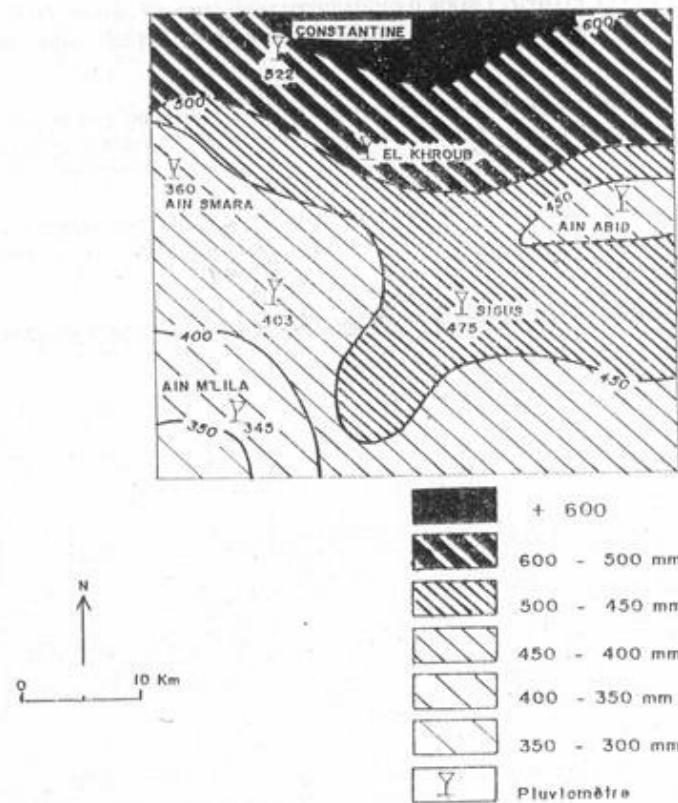 CONSTANTINE
600
522
500
EL KHROUB
360
AIN SMARA
450
AIN ABID
403
SIGUS
475
400
AIN M'LILA
345
350
450
+ 600
600 - 500 mm
500 - 450 mm
450 - 400 mm
N
400 - 350 mm
0 10 Km
350 - 300 mm
Pluviomètre